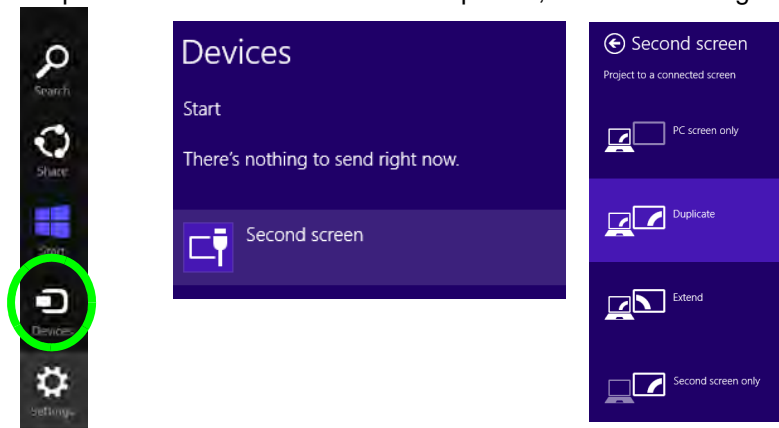 Search
Share
Start
Devices
Settings
Devices
Start
There's nothing to send right now.
Second screen
Second screen
Project to a connected screen
PC screen only
Duplicate
Extend
Second screen only